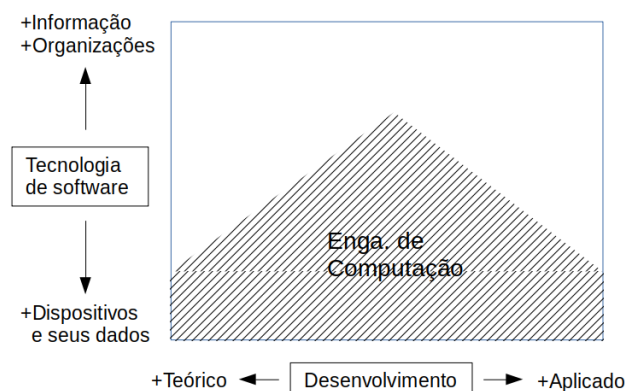 +Informação
+Organizações
Tecnologia
de software
+Dispositivos
e seus dados
Enga. de
Computação
+Teórico
Desenvolvimento
+Aplicado